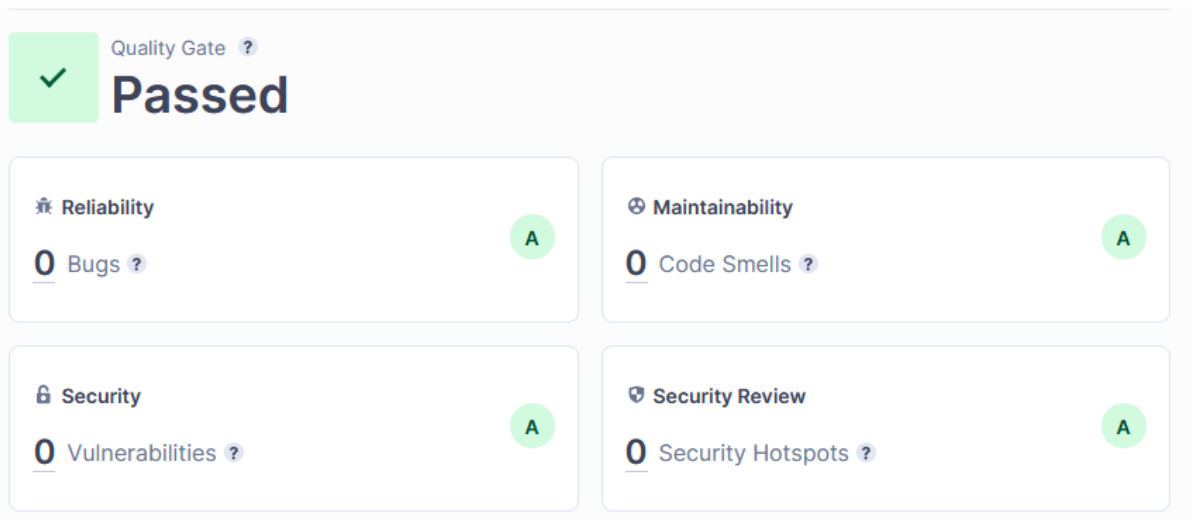 Quality Gate ?
Passed
Reliability
0 Bugs ?
A
Maintainability
0 Code Smells ?
A
Security
0 Vulnerabilities ?
A
Security Review
0 Security Hotspots ?
A